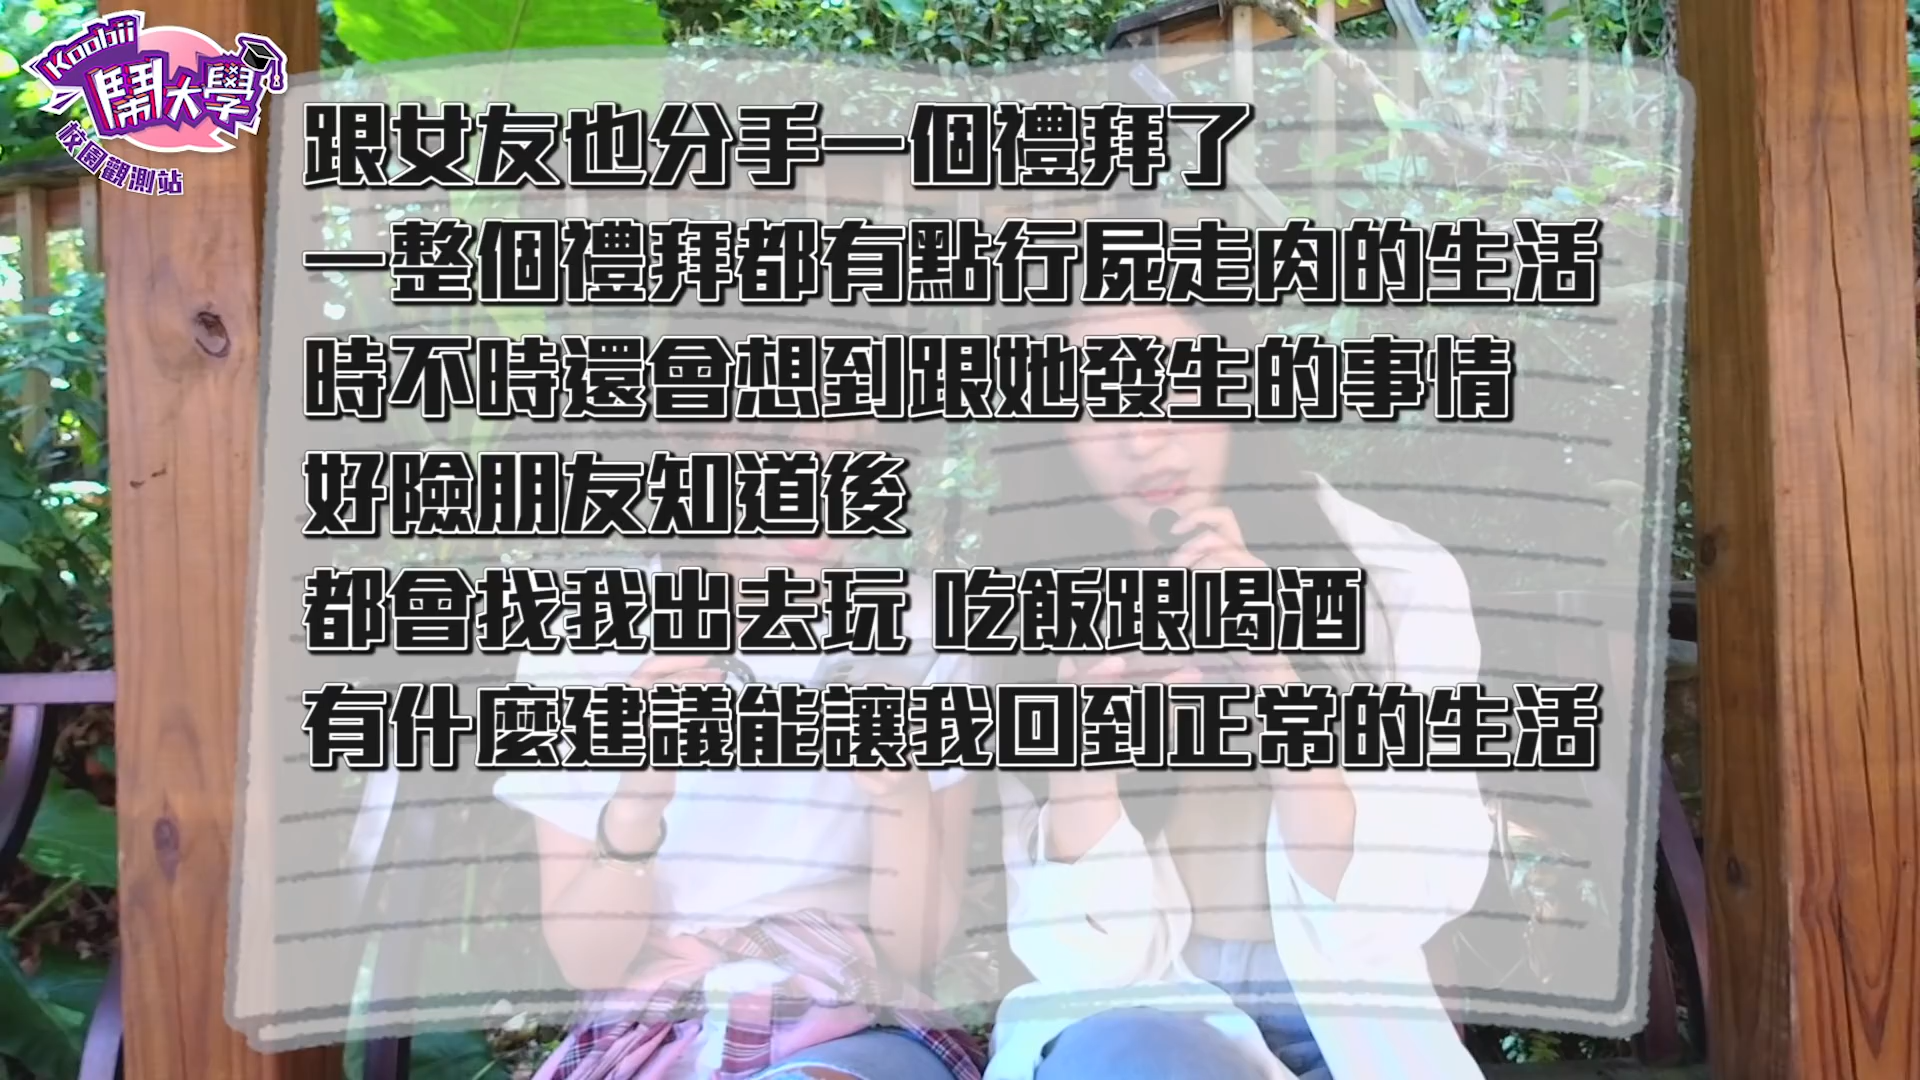 Koobii
鬧大學
校園觀測站
跟女友也分手一個禮拜了
一整個禮拜都有點行屍走肉的生活
時不時還會想到跟她發生的事情
好險朋友知道後
都會找我出去玩 吃飯跟喝酒
有什麼建議能讓我回到正常的生活